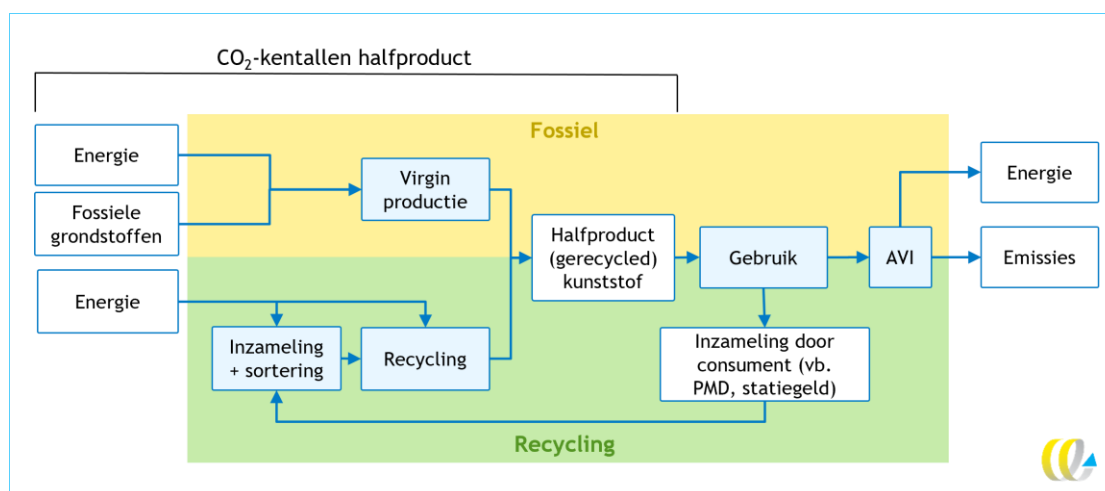 CO₂-kentallen halfproduct
Fossiel
Energie
Fossiele
grondstoffen
Virgin
productie
Energie
Halfproduct
(gerecycled)
kunststof
Gebruik
AVI
Energie
Emissies
Inzameling
+ sortering
Recycling
Inzameling door
consument (vb.
PMD, statiegeld)
Recycling